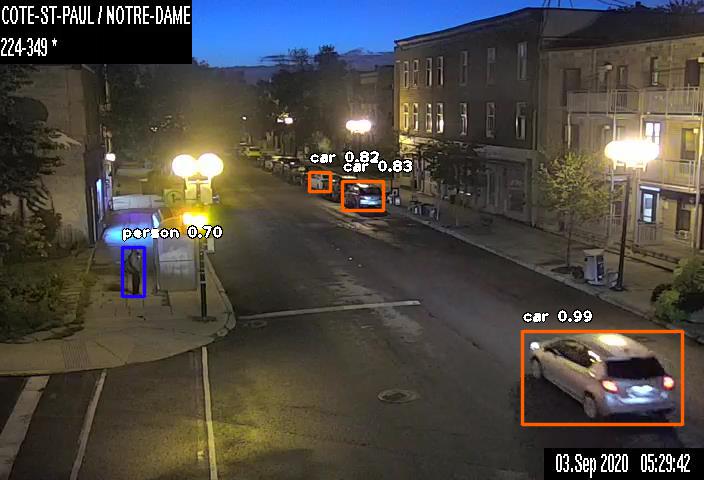 COTE-ST-PAUL / NOTRE-DAME
224-349 *
car 0.82
car 0.83
person 0.70
car 0.99
03.Sep 2020 05:29:42